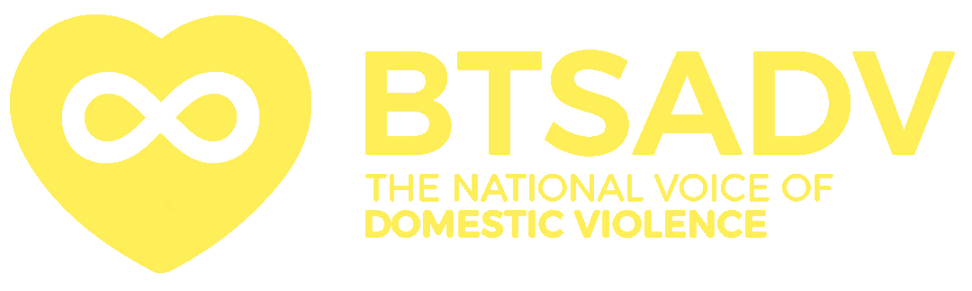 BTSADV
THE NATIONAL VOICE OF
DOMESTIC VIOLENCE